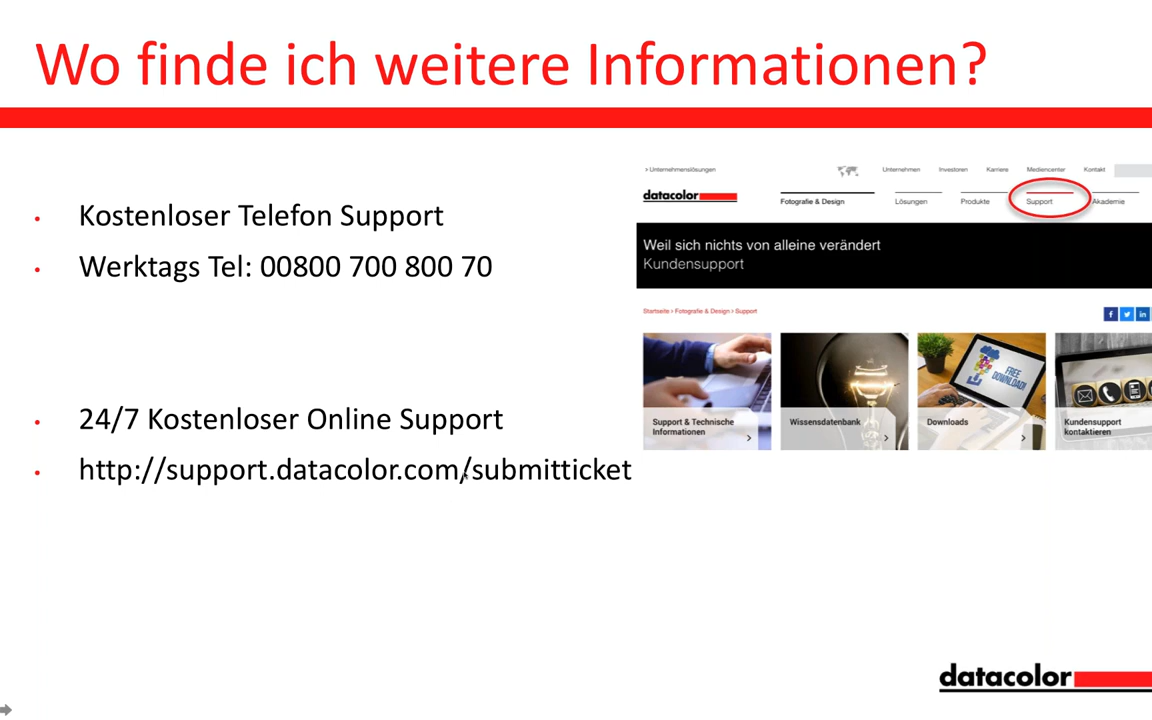 Wo finde ich weitere Informationen?
Kostenloser Telefon Support
Werktags Tel: 00800 700 800 70
24/7 Kostenloser Online Support
http://support.datacolor.com/submitticket
> Unternehmenslösungen
Unternehmen Investoren Karriere Mediencenter Kontakt
datacolor
Fotografie & Design Lösungen Produkte Support Akademie
Weil sich nichts von alleine verändert
Kundensupport
Startseite > Fotografie & Design > Support
FREE
DOWNLOAD!
Support & Technische
Informationen
Wissensdatenbank
Downloads
Kundensupport
kontaktieren
datacolor